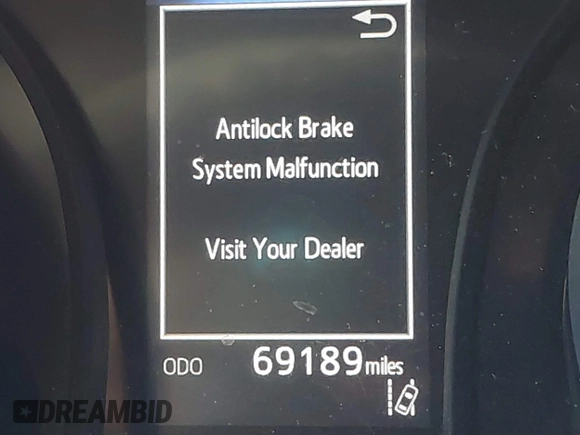 Antilock Brake
System Malfunction
Visit Your Dealer
ODO 69189 miles
DREAMBID